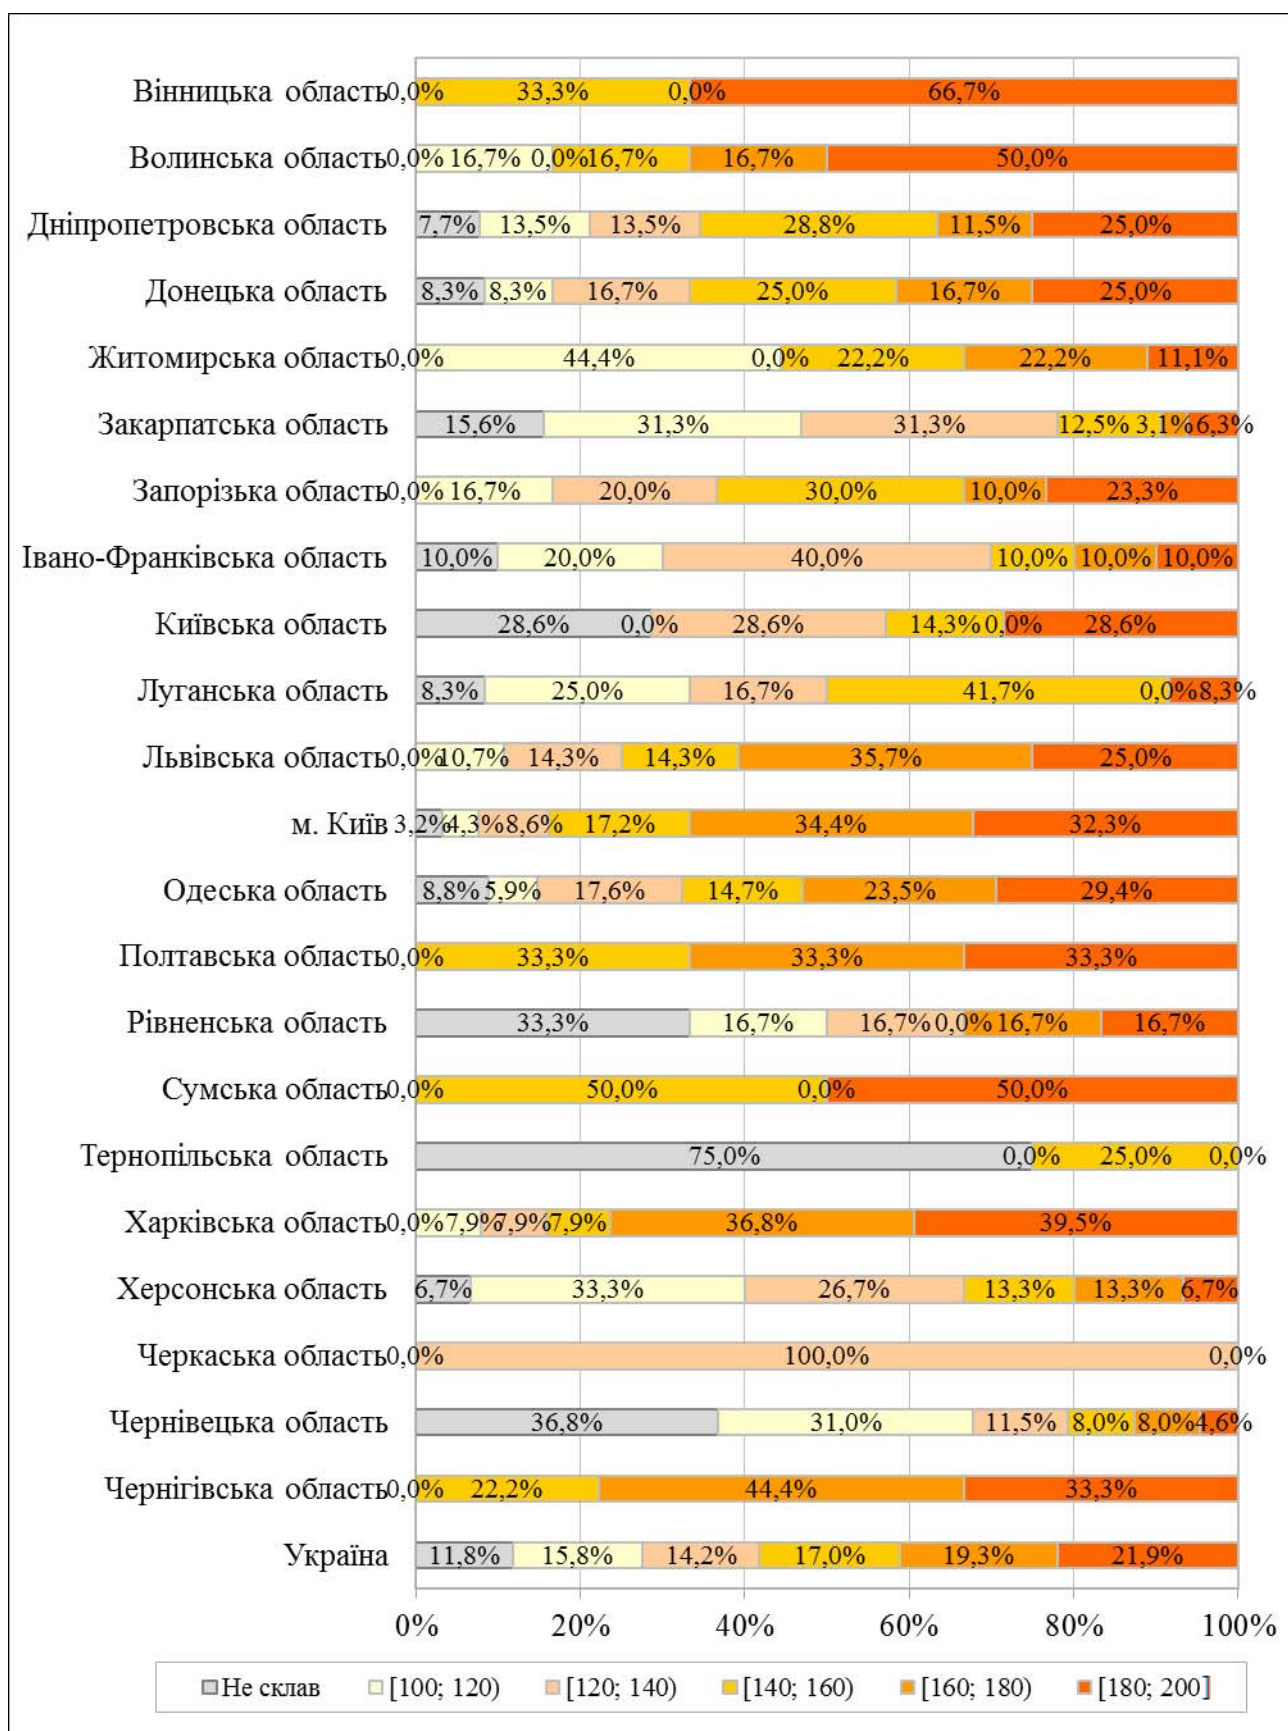 Вінницька область 0,0% 33,3% 0,0% 66,7%
Волинська область 0,0% 16,7% 0,0% 16,7% 16,7% 50,0%
Дніпропетровська область 7,7% 13,5% 13,5% 28,8% 11,5% 25,0%
Донецька область 8,3% 8,3% 16,7% 25,0% 16,7% 25,0%
Житомирська область 0,0% 44,4% 0,0% 22,2% 22,2% 11,1%
Закарпатська область 15,6% 31,3% 31,3% 12,5% 3,1% 6,3%
Запорізька область 0,0% 16,7% 20,0% 30,0% 10,0% 23,3%
Івано-Франківська область 10,0% 20,0% 40,0% 10,0% 10,0% 10,0%
Київська область 28,6% 0,0% 28,6% 14,3% 0,0% 28,6%
Луганська область 8,3% 25,0% 16,7% 41,7% 0,0% 8,3%
Львівська область 0,0% 10,7% 14,3% 14,3% 35,7% 25,0%
м. Київ 3,2% 4,3% 8,6% 17,2% 34,4% 32,3%
Одеська область 8,8% 5,9% 17,6% 14,7% 23,5% 29,4%
Полтавська область 0,0% 33,3% 33,3% 33,3%
Рівненська область 33,3% 16,7% 16,7% 0,0% 16,7% 16,7%
Сумська область 0,0% 50,0% 0,0% 50,0%
Тернопільська область 75,0% 0,0% 25,0% 0,0%
Харківська область 0,0% 7,9% 7,9% 7,9% 36,8% 39,5%
Херсонська область 6,7% 33,3% 26,7% 13,3% 13,3% 6,7%
Черкаська область 0,0% 100,0% 0,0%
Чернівецька область 36,8% 31,0% 11,5% 8,0% 8,0% 4,6%
Чернігівська область 0,0% 22,2% 44,4% 33,3%
Україна 11,8% 15,8% 14,2% 17,0% 19,3% 21,9%
0% 20% 40% 60% 80% 100%
Не склав [100; 120) [120; 140) [140; 160) [160; 180) [180; 200]